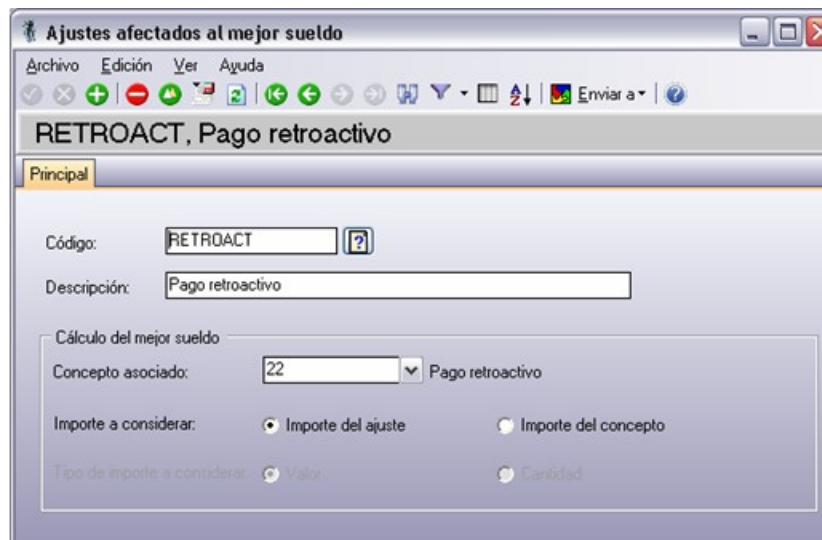 Ajustes afectados al mejor sueldo
Archivo Edición Ver Ayuda
Enviar a
RETROACT, Pago retroactivo
Principal
Código: RETROACT
Descripción: Pago retroactivo
Cálculo del mejor sueldo
Concepto asociado: 22 Pago retroactivo
Importe a considerar: Importe del ajuste Importe del concepto
Tipo de importe a considerar Valor Cantidad